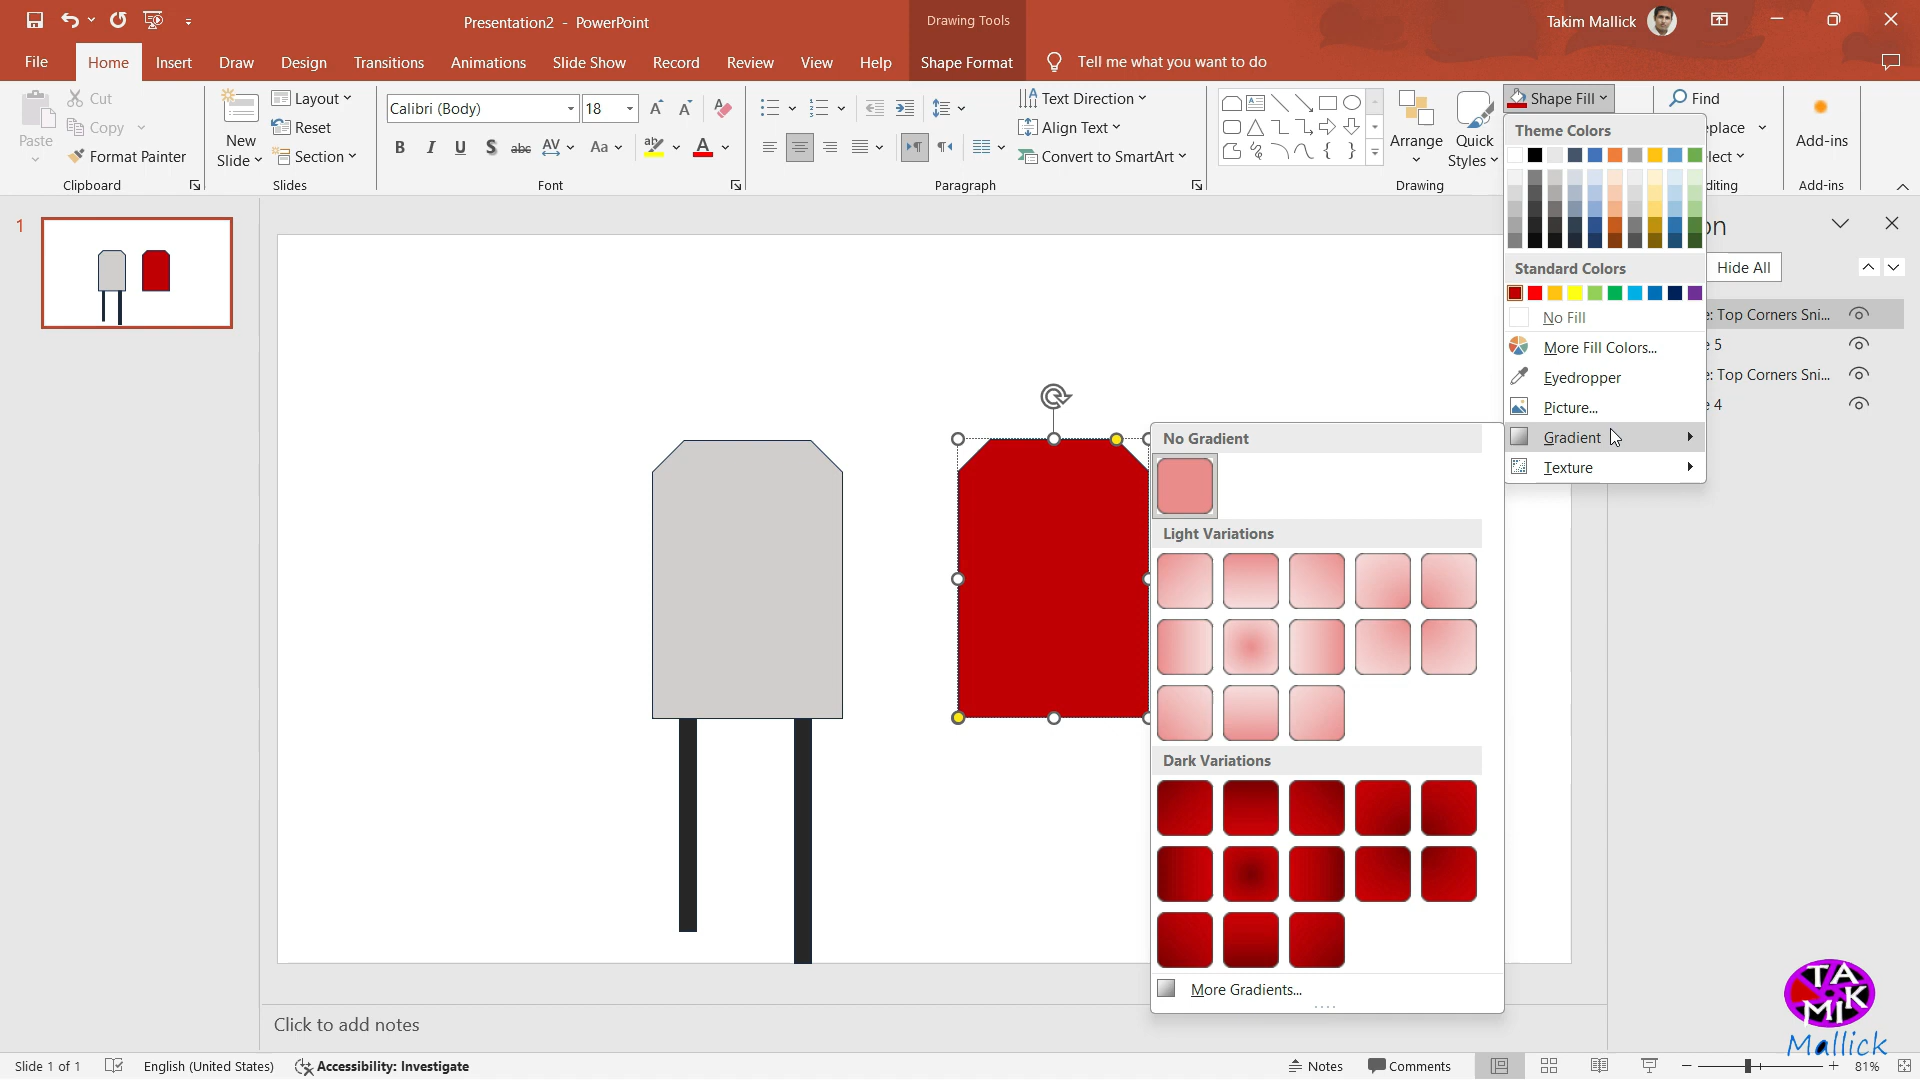 Presentation2 - PowerPoint
Drawing Tools
Takim Mallick
File
Home
Insert
Draw
Design
Transitions
Animations
Slide Show
Record
Review
View
Help
Shape Format
Tell me what you want to do
Paste
Cut
Copy
Format Painter
Clipboard
New
Slide
Layout
Reset
Section
Slides
Calibri (Body)
18
B I U S abc AV Aa A
Font
Text Direction
Align Text
Convert to SmartArt
Paragraph
Arrange
Quick
Styles
Drawing
Shape Fill
Find
eplace
lect
diting
Add-ins
Add-ins
Theme Colors
Standard Colors
No Fill
More Fill Colors...
Eyedropper
Picture...
Gradient
Texture
on
Hide All
: Top Corners Sni...
5
: Top Corners Sni...
4
1
No Gradient
Light Variations
Dark Variations
More Gradients...
Click to add notes
TA
MIK
Mallick
Slide 1 of 1
English (United States)
Accessibility: Investigate
Notes
Comments
81%